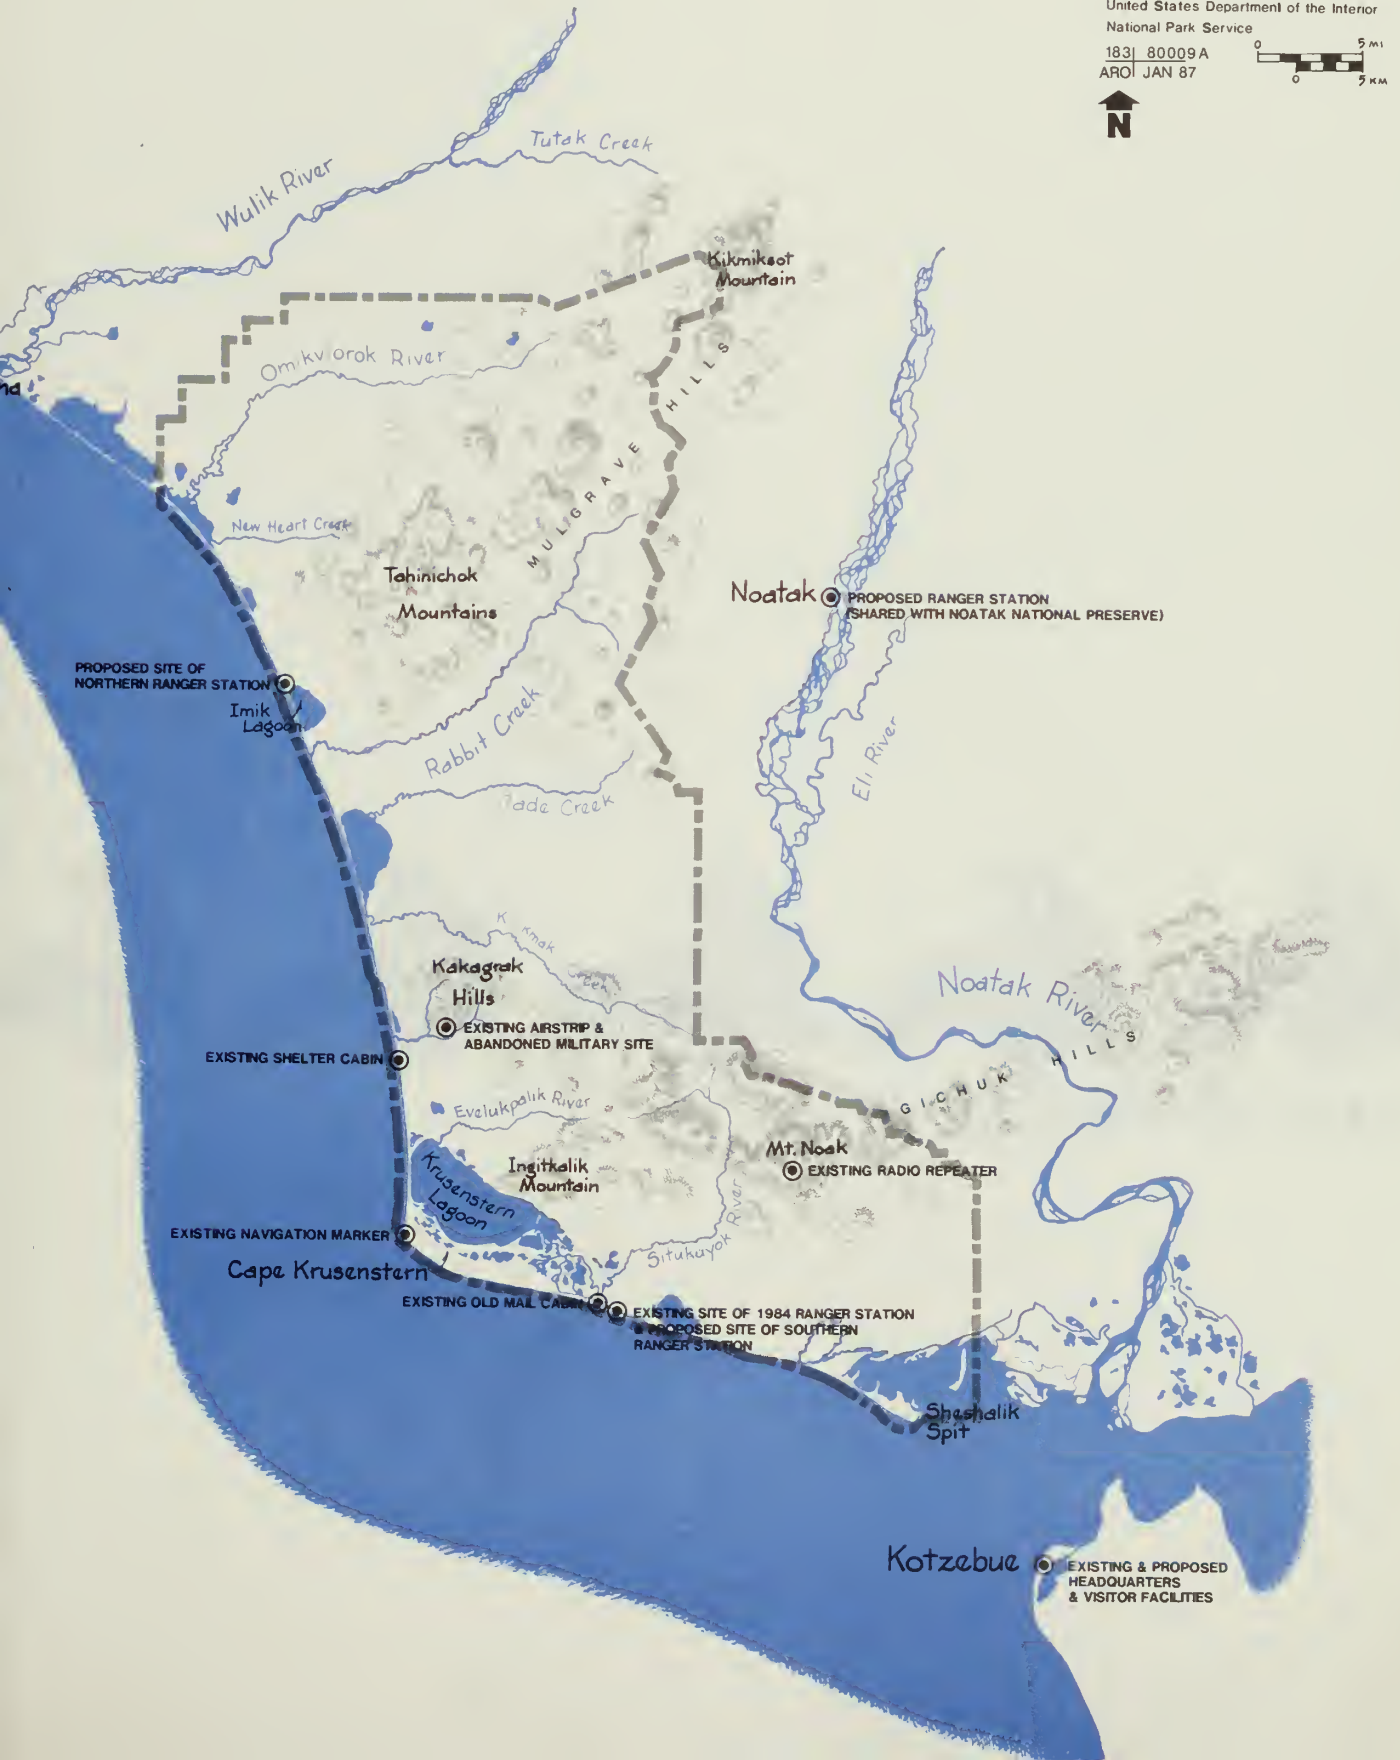 United States Department of the Interior
National Park Service
183 80009A
ARO JAN 87
0 5 MI
0 5 KM
N
Tutak Creek
Wulik River
Kikmiksot
Mountain
Omikviorok River
MULGRAVE HILLS
New Heart Creek
Tahinichok
Mountains
Noatak
PROPOSED RANGER STATION
(SHARED WITH NOATAK NATIONAL PRESERVE)
PROPOSED SITE OF
NORTHERN RANGER STATION
Imik
Lagoon
Rabbit Creek
Jade Creek
Eli River
Kakagrak
Hills
EXISTING AIRSTRIP &
ABANDONED MILITARY SITE
EXISTING SHELTER CABIN
Noatak River
GICHUK HILLS
Evelukpalik River
Mt. Noak
EXISTING RADIO REPEATER
Ingitkalik
Mountain
Krusenstern
Lagoon
Situkuyok River
EXISTING NAVIGATION MARKER
Cape Krusenstern
EXISTING OLD MAIL CABIN
EXISTING SITE OF 1984 RANGER STATION
& PROPOSED SITE OF SOUTHERN
RANGER STATION
Sheshalik
Spit
Kotzebue
EXISTING & PROPOSED
HEADQUARTERS
& VISITOR FACILITIES